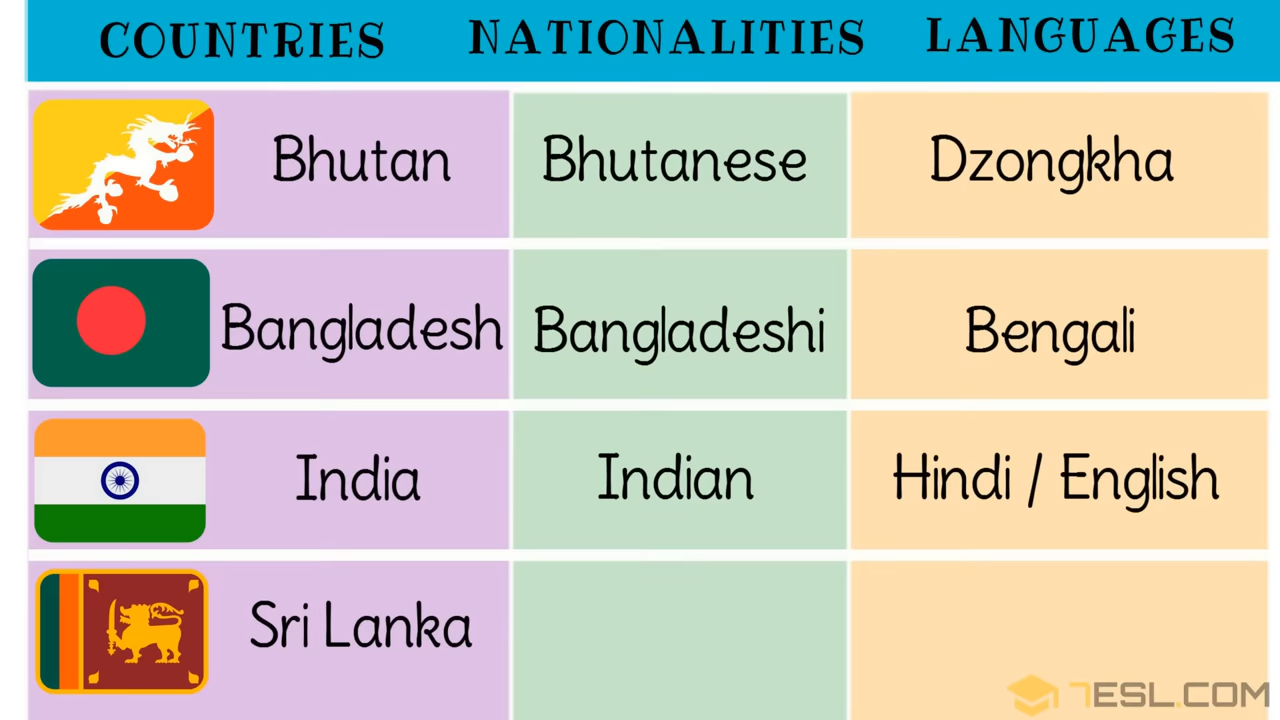 COUNTRIES NATIONALITIES LANGUAGES
Bhutan Bhutanese Dzongkha
Bangladesh Bangladeshi Bengali
India Indian Hindi / English
Sri Lanka
7ESL.COM